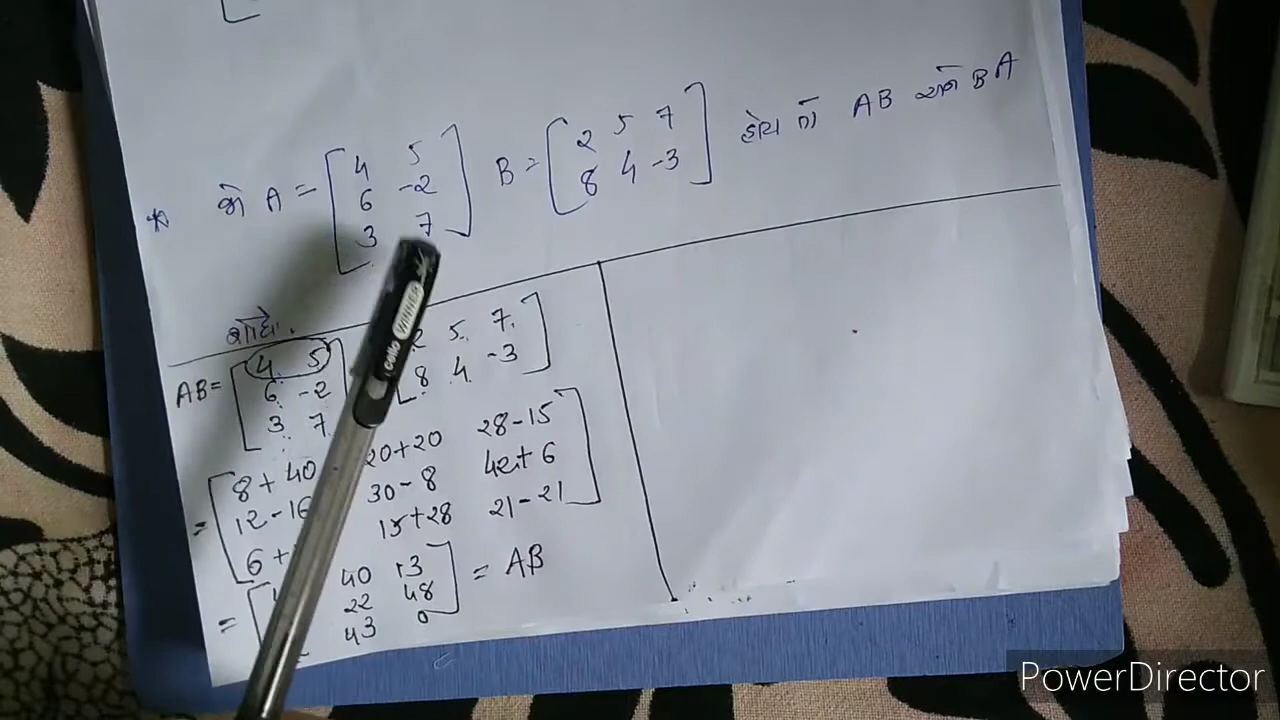 * જો A = [ 4 5 B = [ 2 5 7 હોય તો AB અને BA
6 -2 8 4 -3 ]
3 7 ]
શોધો.
AB = [ 4 5 2 5 7
6 -2 8 4 -3 ]
3 7
= [ 8 + 40 20+20 28-15
12-16 30-8 42+6
6 + 15+28 21-21 ]
= [ 40 13
22 48 ] = AB
43 0
cello
PowerDirector